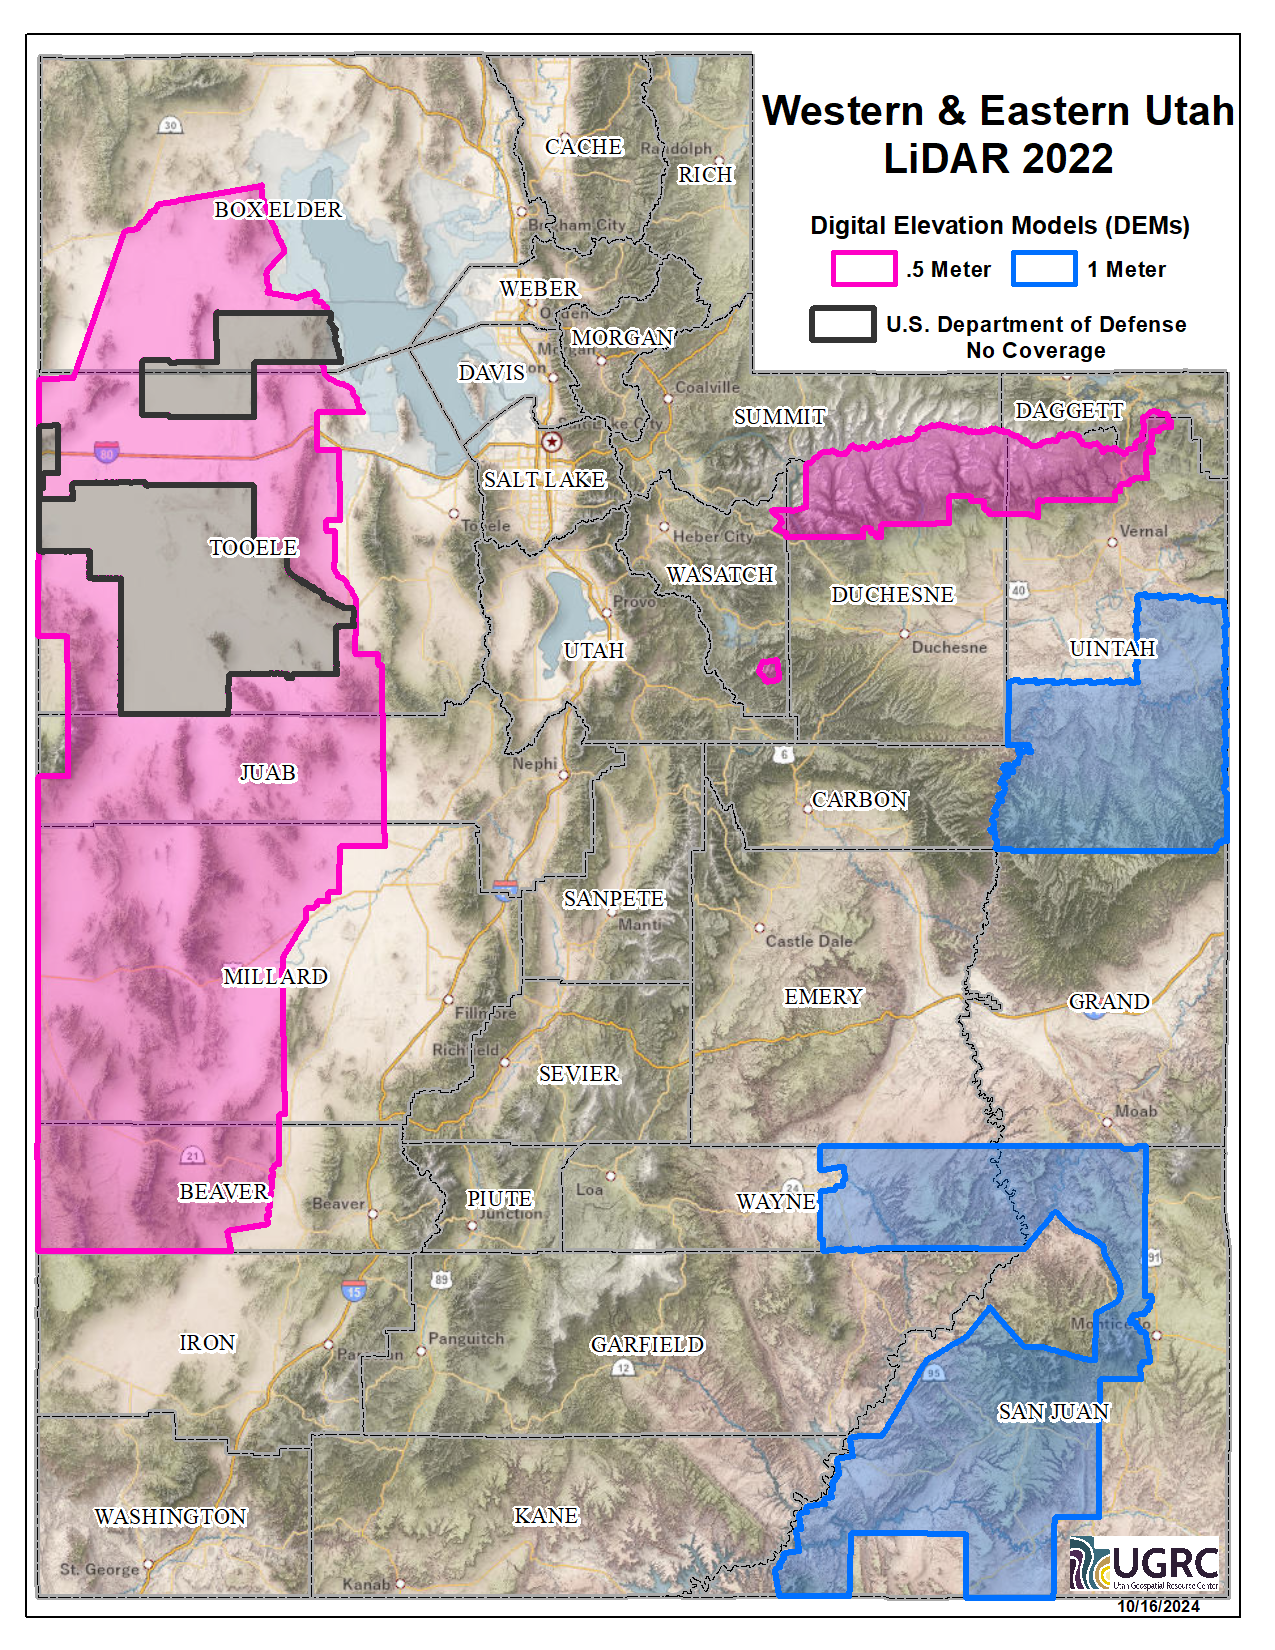 Western & Eastern Utah
LiDAR 2022
Digital Elevation Models (DEMs)
.5 Meter
1 Meter
U.S. Department of Defense
No Coverage
30
CACHE
Randolph
RICH
BOX ELDER
Brigham City
WEBER
Ogden
MORGAN
DAVIS
Coalville
SUMMIT
DAGGETT
80
SALT LAKE
Tooele
Heber City
Vernal
TOOELE
WASATCH
DUCHESNE
40
Provo
UTAH
Duchesne
UINTAH
JUAB
Nephi
6
CARBON
SANPETE
Manti
Castle Dale
MILLARD
EMERY
GRAND
Fillmore
Richfield
SEVIER
Moab
21
BEAVER
Beaver
PIUTE
Junction
Loa
24
WAYNE
89
15
191
IRON
Panguitch
GARFIELD
Monticello
12
95
SAN JUAN
WASHINGTON
KANE
St. George
Kanab
UGRC
Utah Geospatial Resource Center
10/16/2024